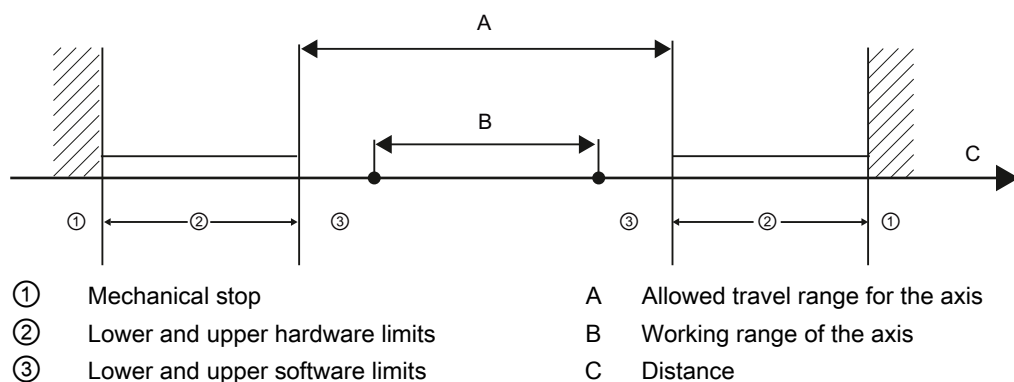 A
B
C
① ② ③ ③ ② ①
① Mechanical stop
② Lower and upper hardware limits
③ Lower and upper software limits
A Allowed travel range for the axis
B Working range of the axis
C Distance